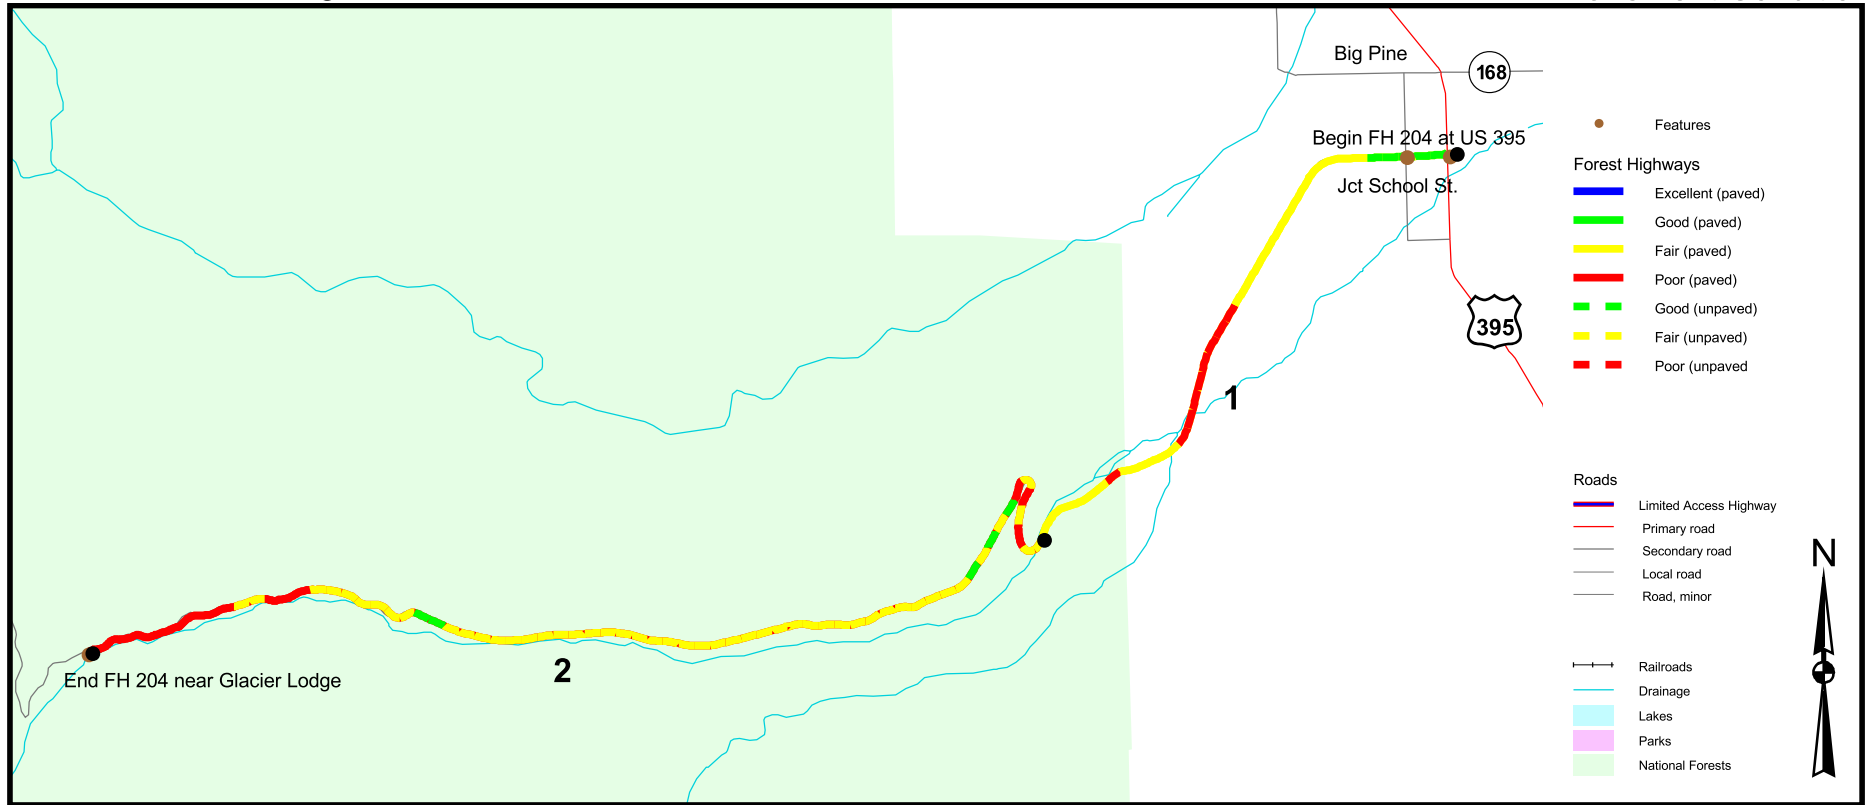 Big Pine
168
Begin FH 204 at US 395
Jct School St.
395
1
2
End FH 204 near Glacier Lodge
Features
Forest Highways
Excellent (paved)
Good (paved)
Fair (paved)
Poor (paved)
Good (unpaved)
Fair (unpaved)
Poor (unpaved
Roads
Limited Access Highway
Primary road
Secondary road
Local road
Road, minor
N
Railroads
Drainage
Lakes
Parks
National Forests